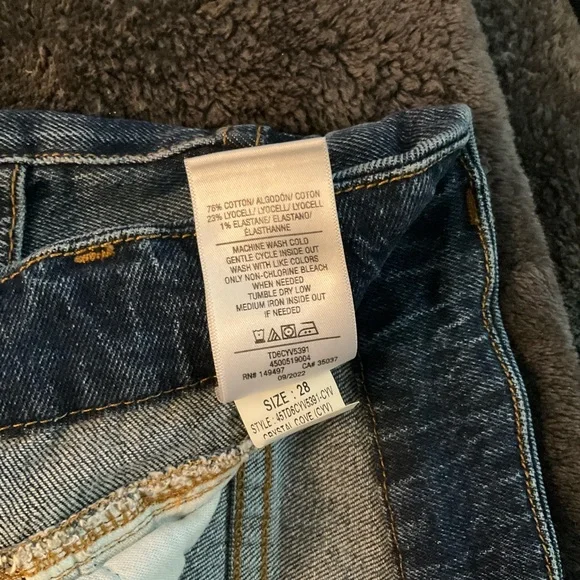 76% COTTON/ ALGODÓN/ COTON
23% LYOCELL/ LYOCELL/ LYOCELL
1% ELASTANE/ ELASTANO/
ÉLASTHANNE
MACHINE WASH COLD
GENTLE CYCLE INSIDE OUT
WASH WITH LIKE COLORS
ONLY NON-CHLORINE BLEACH
WHEN NEEDED
TUMBLE DRY LOW
MEDIUM IRON INSIDE OUT
IF NEEDED
TD6CYV5391
4500519004
RN# 149497 CA# 35037
09/2022
SIZE : 28
STYLE : 45TD6CYV5391-CYV
CRYSTAL COVE (CYV)